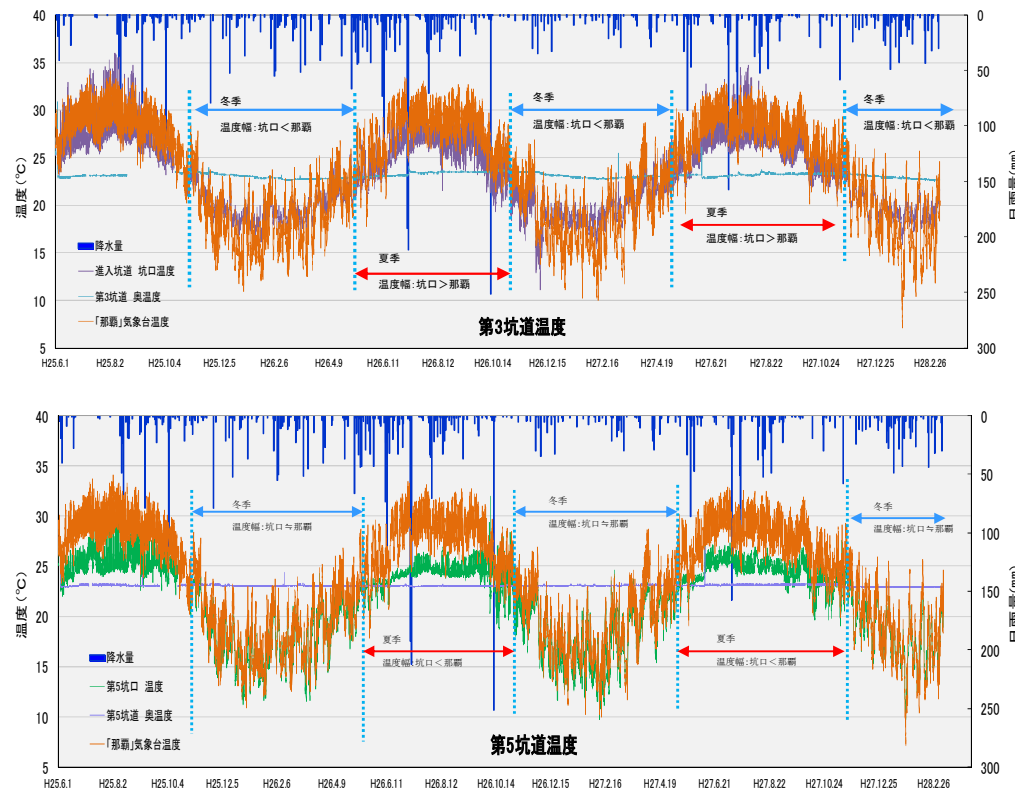 40
35
30
25
20
15
10
5
温度(℃)
0
50
100
150
200
250
300
日雨量(mm)
冬季
温度幅:坑口<那覇
冬季
温度幅:坑口<那覇
冬季
温度幅:坑口<那覇
夏季
温度幅:坑口>那覇
夏季
温度幅:坑口>那覇
降水量
進入坑道 坑口温度
第3坑道 奥温度
「那覇」気象台温度
第3坑道温度
H25.6.1 H25.8.2 H25.10.4 H25.12.5 H26.2.6 H26.4.9 H26.6.11 H26.8.12 H26.10.14 H26.12.15 H27.2.16 H27.4.19 H27.6.21 H27.8.22 H27.10.24 H27.12.25 H28.2.26
40
35
30
25
20
15
10
5
温度(℃)
0
50
100
150
200
250
300
日雨量(mm)
冬季
温度幅:坑口≒那覇
冬季
温度幅:坑口≒那覇
冬季
温度幅:坑口≒那覇
夏季
温度幅:坑口<那覇
夏季
温度幅:坑口<那覇
降水量
第5坑口 温度
第5坑道 奥温度
「那覇」気象台温度
第5坑道温度
H25.6.1 H25.8.2 H25.10.4 H25.12.5 H26.2.6 H26.4.9 H26.6.11 H26.8.12 H26.10.14 H26.12.15 H27.2.16 H27.4.19 H27.6.21 H27.8.22 H27.10.24 H27.12.25 H28.2.26